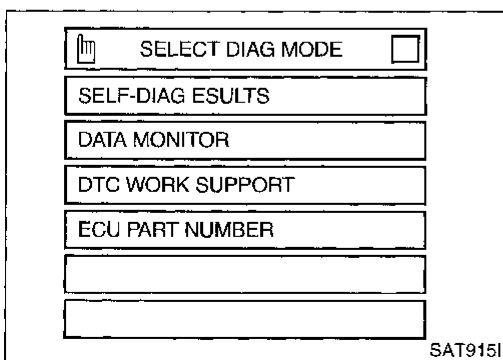 SELECT DIAG MODE
SELF-DIAG ESULTS
DATA MONITOR
DTC WORK SUPPORT
ECU PART NUMBER
SAT915I